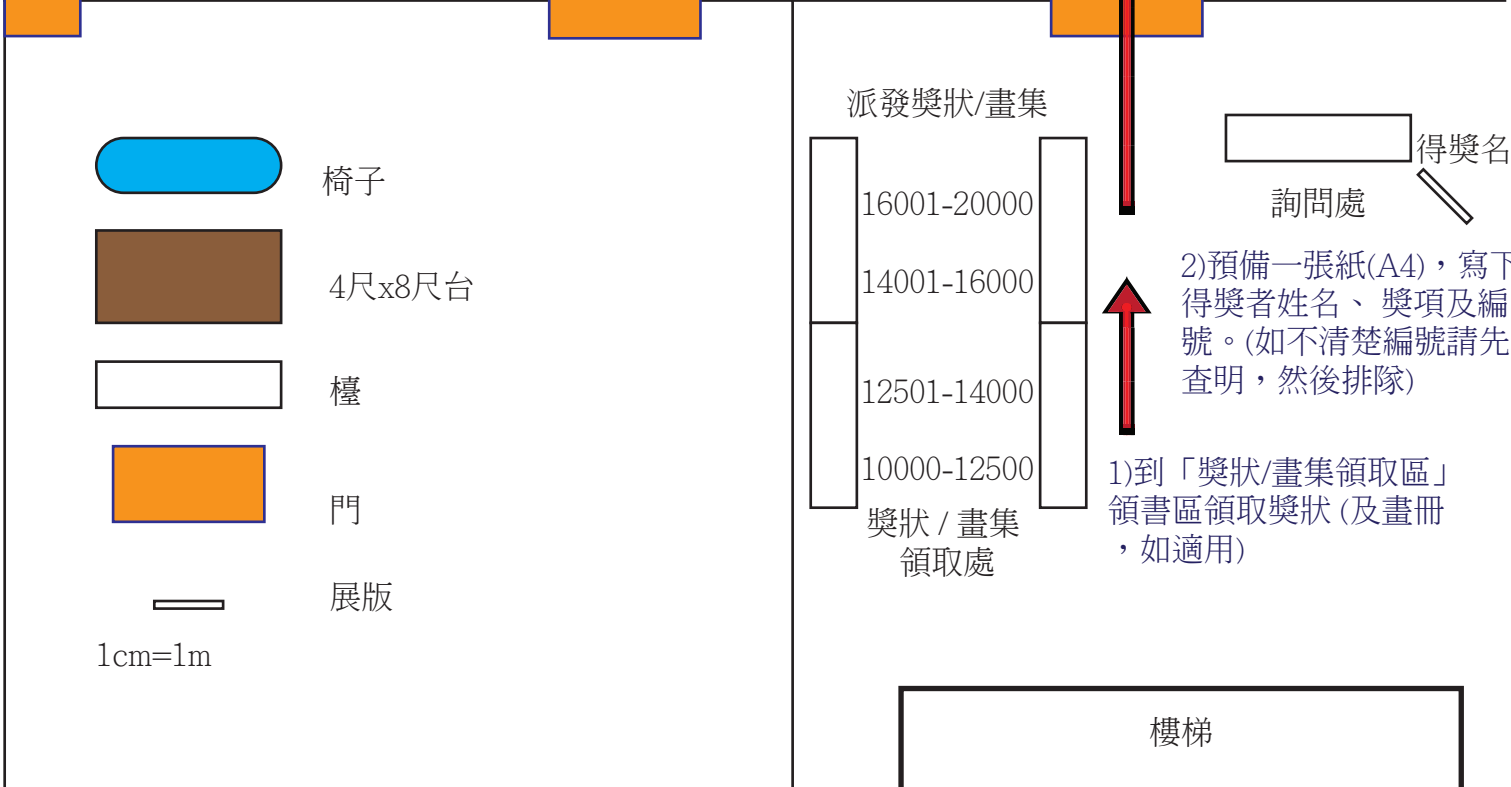 椅子
4尺x8尺台
檯
門
展版
1cm=1m
派發獎狀/畫集
16001-20000
14001-16000
12501-14000
10000-12500
獎狀 / 畫集
領取處
得獎名
詢問處
2)預備一張紙(A4)，寫下
得獎者姓名、 獎項及編
號。(如不清楚編號請先
查明，然後排隊)
1)到「獎狀/畫集領取區」
領書區領取獎狀 (及畫冊
，如適用)
樓梯